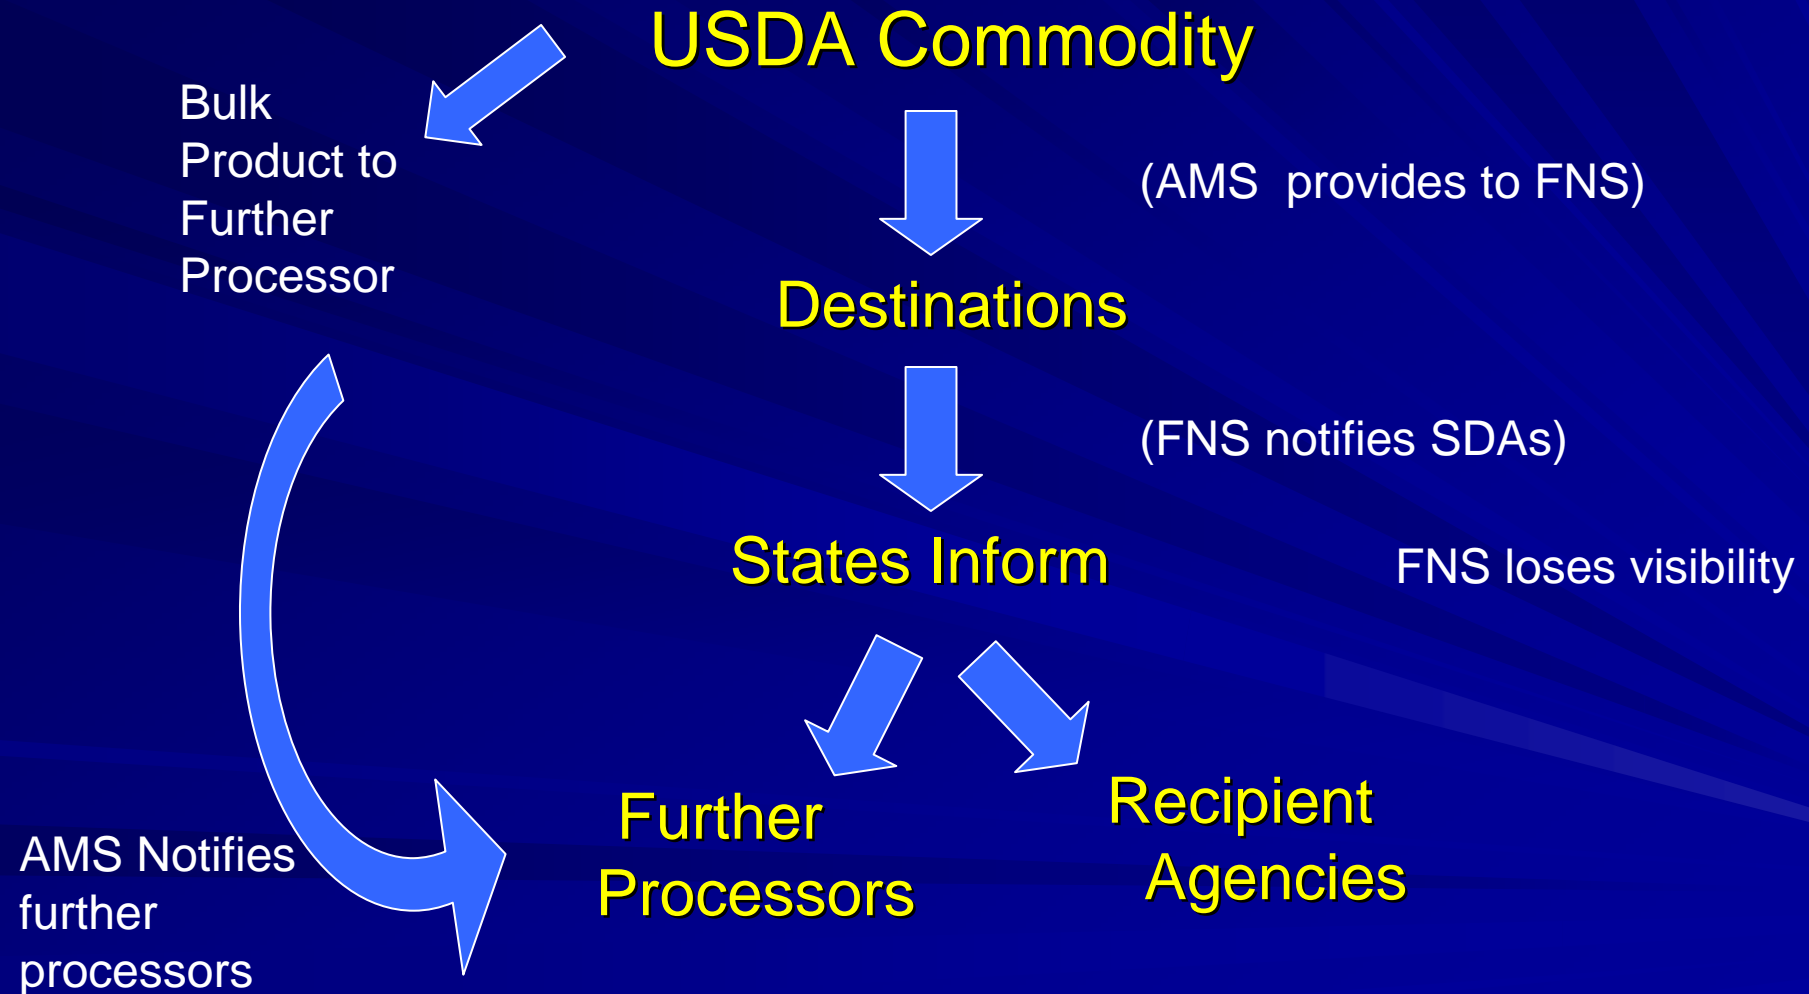 USDA Commodity
Bulk
Product to
Further
Processor
(AMS provides to FNS)
Destinations
(FNS notifies SDAs)
States Inform
FNS loses visibility
Further
Processors
Recipient
Agencies
AMS Notifies
further
processors